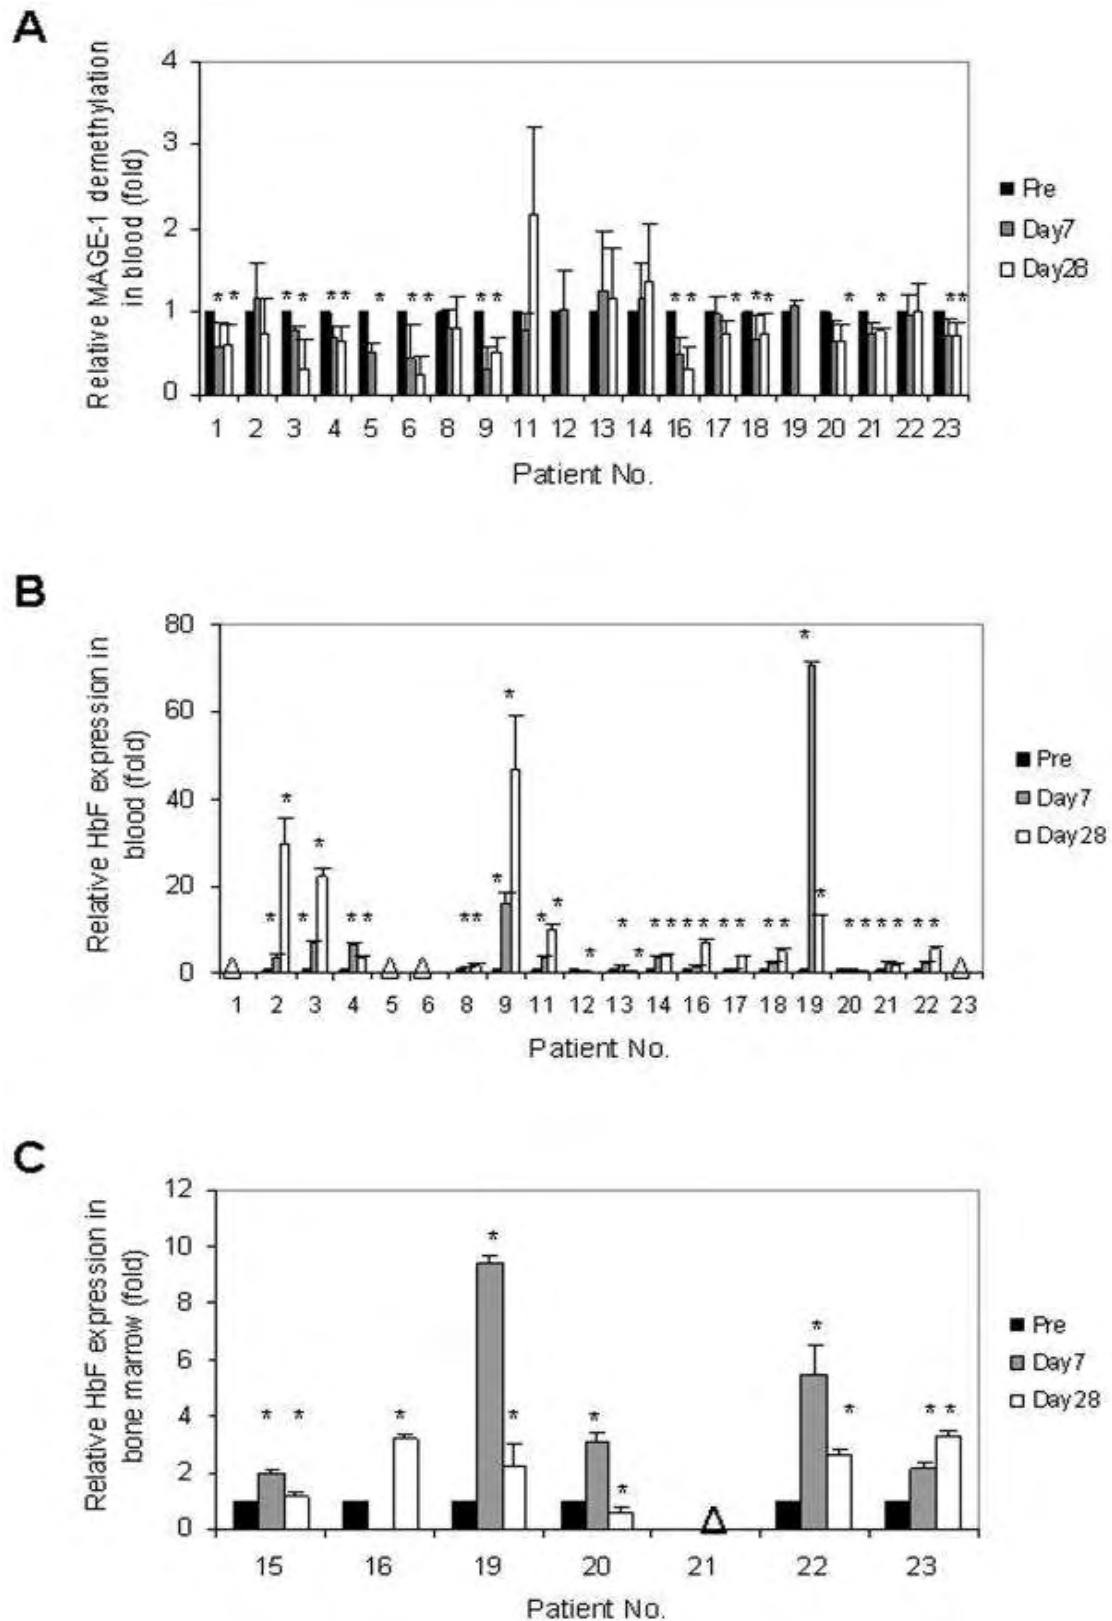 A
Relative MAGE-1 demethylation
in blood (fold)
4
3
2
1
0
* * * * * * * * * * * * * * * * * * * * *
1 2 3 4 5 6 8 9 11 12 13 14 16 17 18 19 20 21 22 23
Patient No.
Pre
Day7
Day28
B
Relative HbF expression in
blood (fold)
80
60
40
20
0
1 2 3 4 5 6 8 9 11 12 13 14 16 17 18 19 20 21 22 23
Patient No.
Pre
Day7
Day28
C
Relative HbF expression in
bone marrow (fold)
12
10
8
6
4
2
0
15 16 19 20 21 22 23
Patient No.
Pre
Day7
Day28